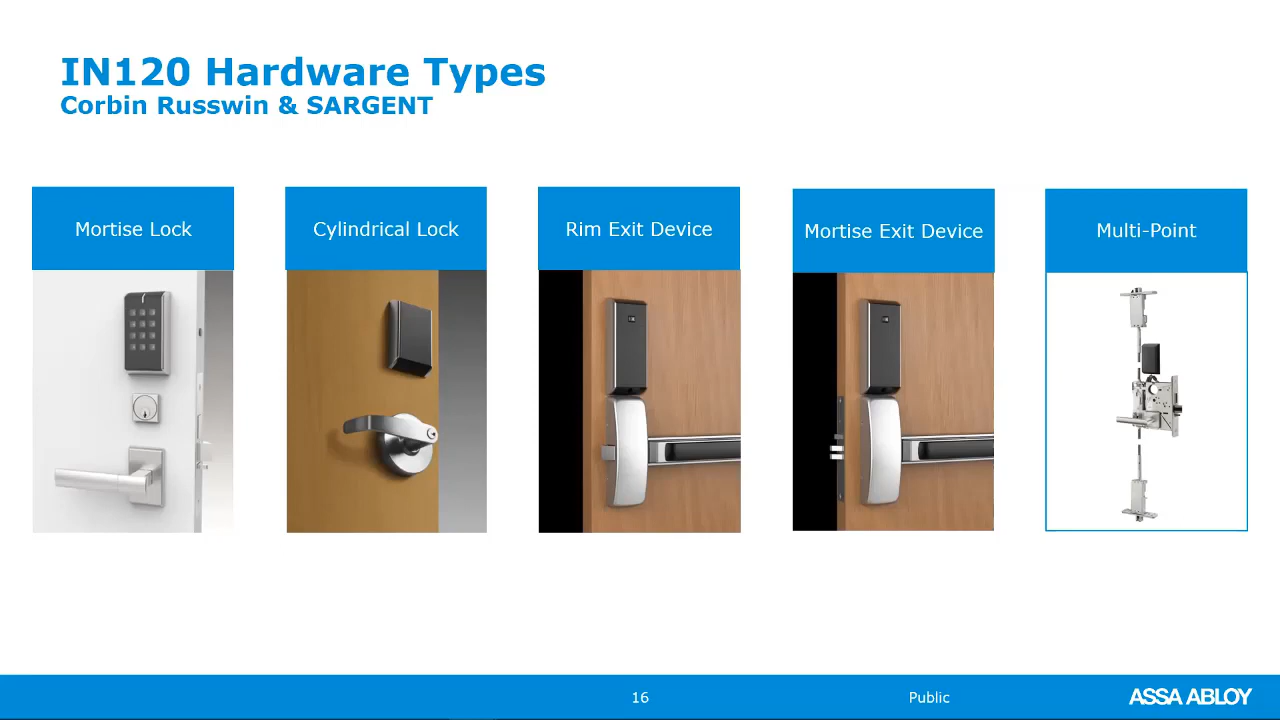 IN120 Hardware Types
Corbin Russwin & SARGENT
Mortise Lock
Cylindrical Lock
Rim Exit Device
Mortise Exit Device
Multi-Point
16
Public
ASSA ABLOY